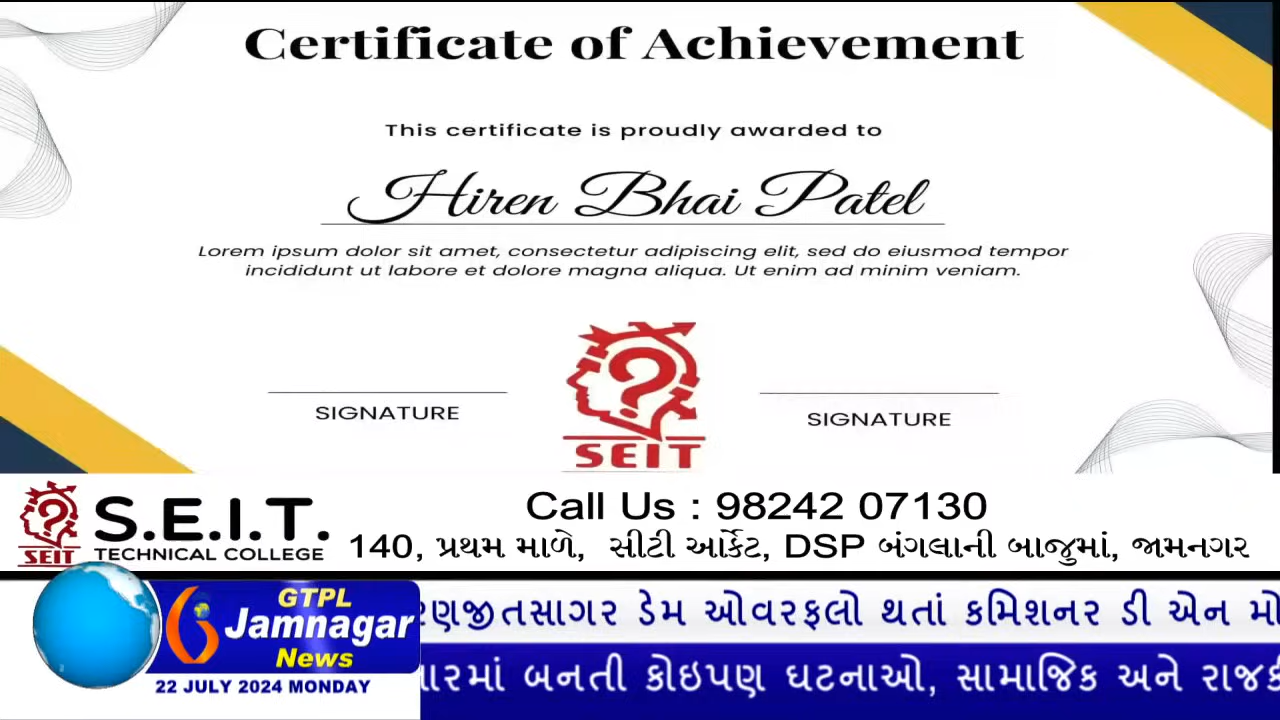 Certificate of Achievement
This certificate is proudly awarded to
Hiren Bhai Patel
Lorem ipsum dolor sit amet, consectetur adipiscing elit, sed do eiusmod tempor
incididunt ut labore et dolore magna aliqua. Ut enim ad minim veniam.
SIGNATURE
SIGNATURE
SEIT
SEIT
S.E.I.T.
TECHNICAL COLLEGE
Call Us : 98242 07130
140, પ્રથમ માળે, સીટી આર્કેટ, DSP બંગલાની બાજુમાં, જામનગર
GTPL
Jamnagar
News
22 JULY 2024 MONDAY
રણજીતસાગર ડેમ ઓવરફલો થતાં કમિશનર ડી એન મો
ારમાં બનતી કોઇપણ ઘટનાઓ, સામાજિક અને રાજકી